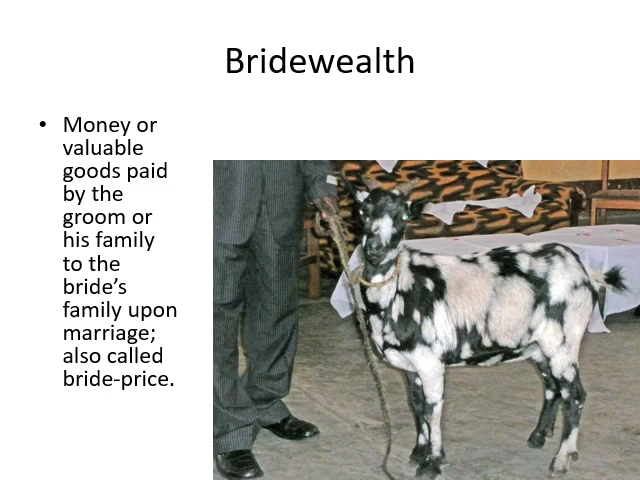 Bridewealth
• Money or
valuable
goods paid
by the
groom or
his family
to the
bride’s
family upon
marriage;
also called
bride-price.